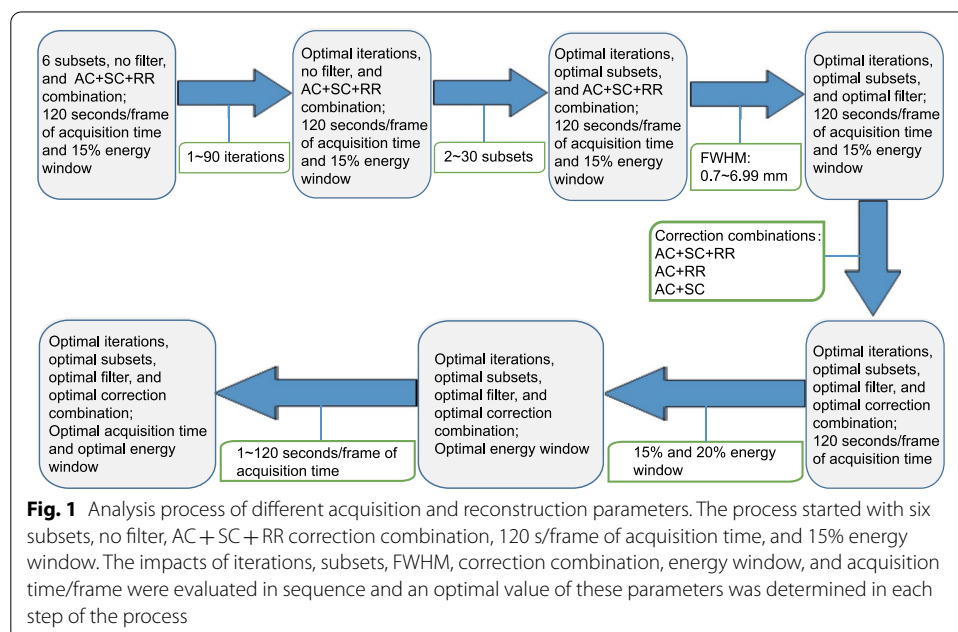 6 subsets, no filter,
and AC+SC+RR
combination;
120 seconds/frame
of acquisition time
and 15% energy
window
1~90 iterations
Optimal iterations,
no filter, and
AC+SC+RR
combination;
120 seconds/frame
of acquisition time
and 15% energy
window
2~30 subsets
Optimal iterations,
optimal subsets,
and AC+SC+RR
combination;
120 seconds/frame
of acquisition time
and 15% energy
window
FWHM:
0.7~6.99 mm
Optimal iterations,
optimal subsets,
and optimal filter;
120 seconds/frame
of acquisition time
and 15% energy
window
Correction combinations:
AC+SC+RR
AC+RR
AC+SC
Optimal iterations,
optimal subsets,
optimal filter, and
optimal correction
combination;
120 seconds/frame
of acquisition time
15% and 20% energy
window
Optimal iterations,
optimal subsets,
optimal filter, and
optimal correction
combination;
Optimal energy window
1~120 seconds/frame of
acquisition time
Optimal iterations,
optimal subsets,
optimal filter, and
optimal correction
combination;
Optimal acquisition time
and optimal energy
window
Fig. 1 Analysis process of different acquisition and reconstruction parameters. The process started with six
subsets, no filter, AC + SC + RR correction combination, 120 s/frame of acquisition time, and 15% energy
window. The impacts of iterations, subsets, FWHM, correction combination, energy window, and acquisition
time/frame were evaluated in sequence and an optimal value of these parameters was determined in each
step of the process